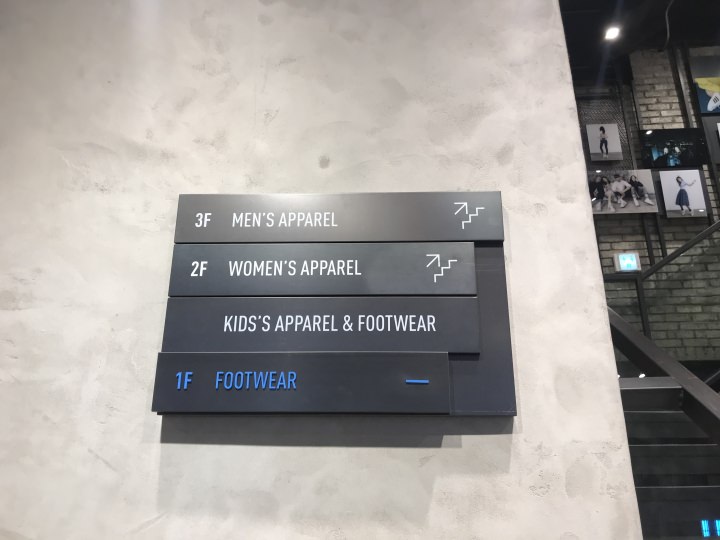 3F MEN'S APPAREL
2F WOMEN'S APPAREL
KIDS'S APPAREL & FOOTWEAR
1F FOOTWEAR